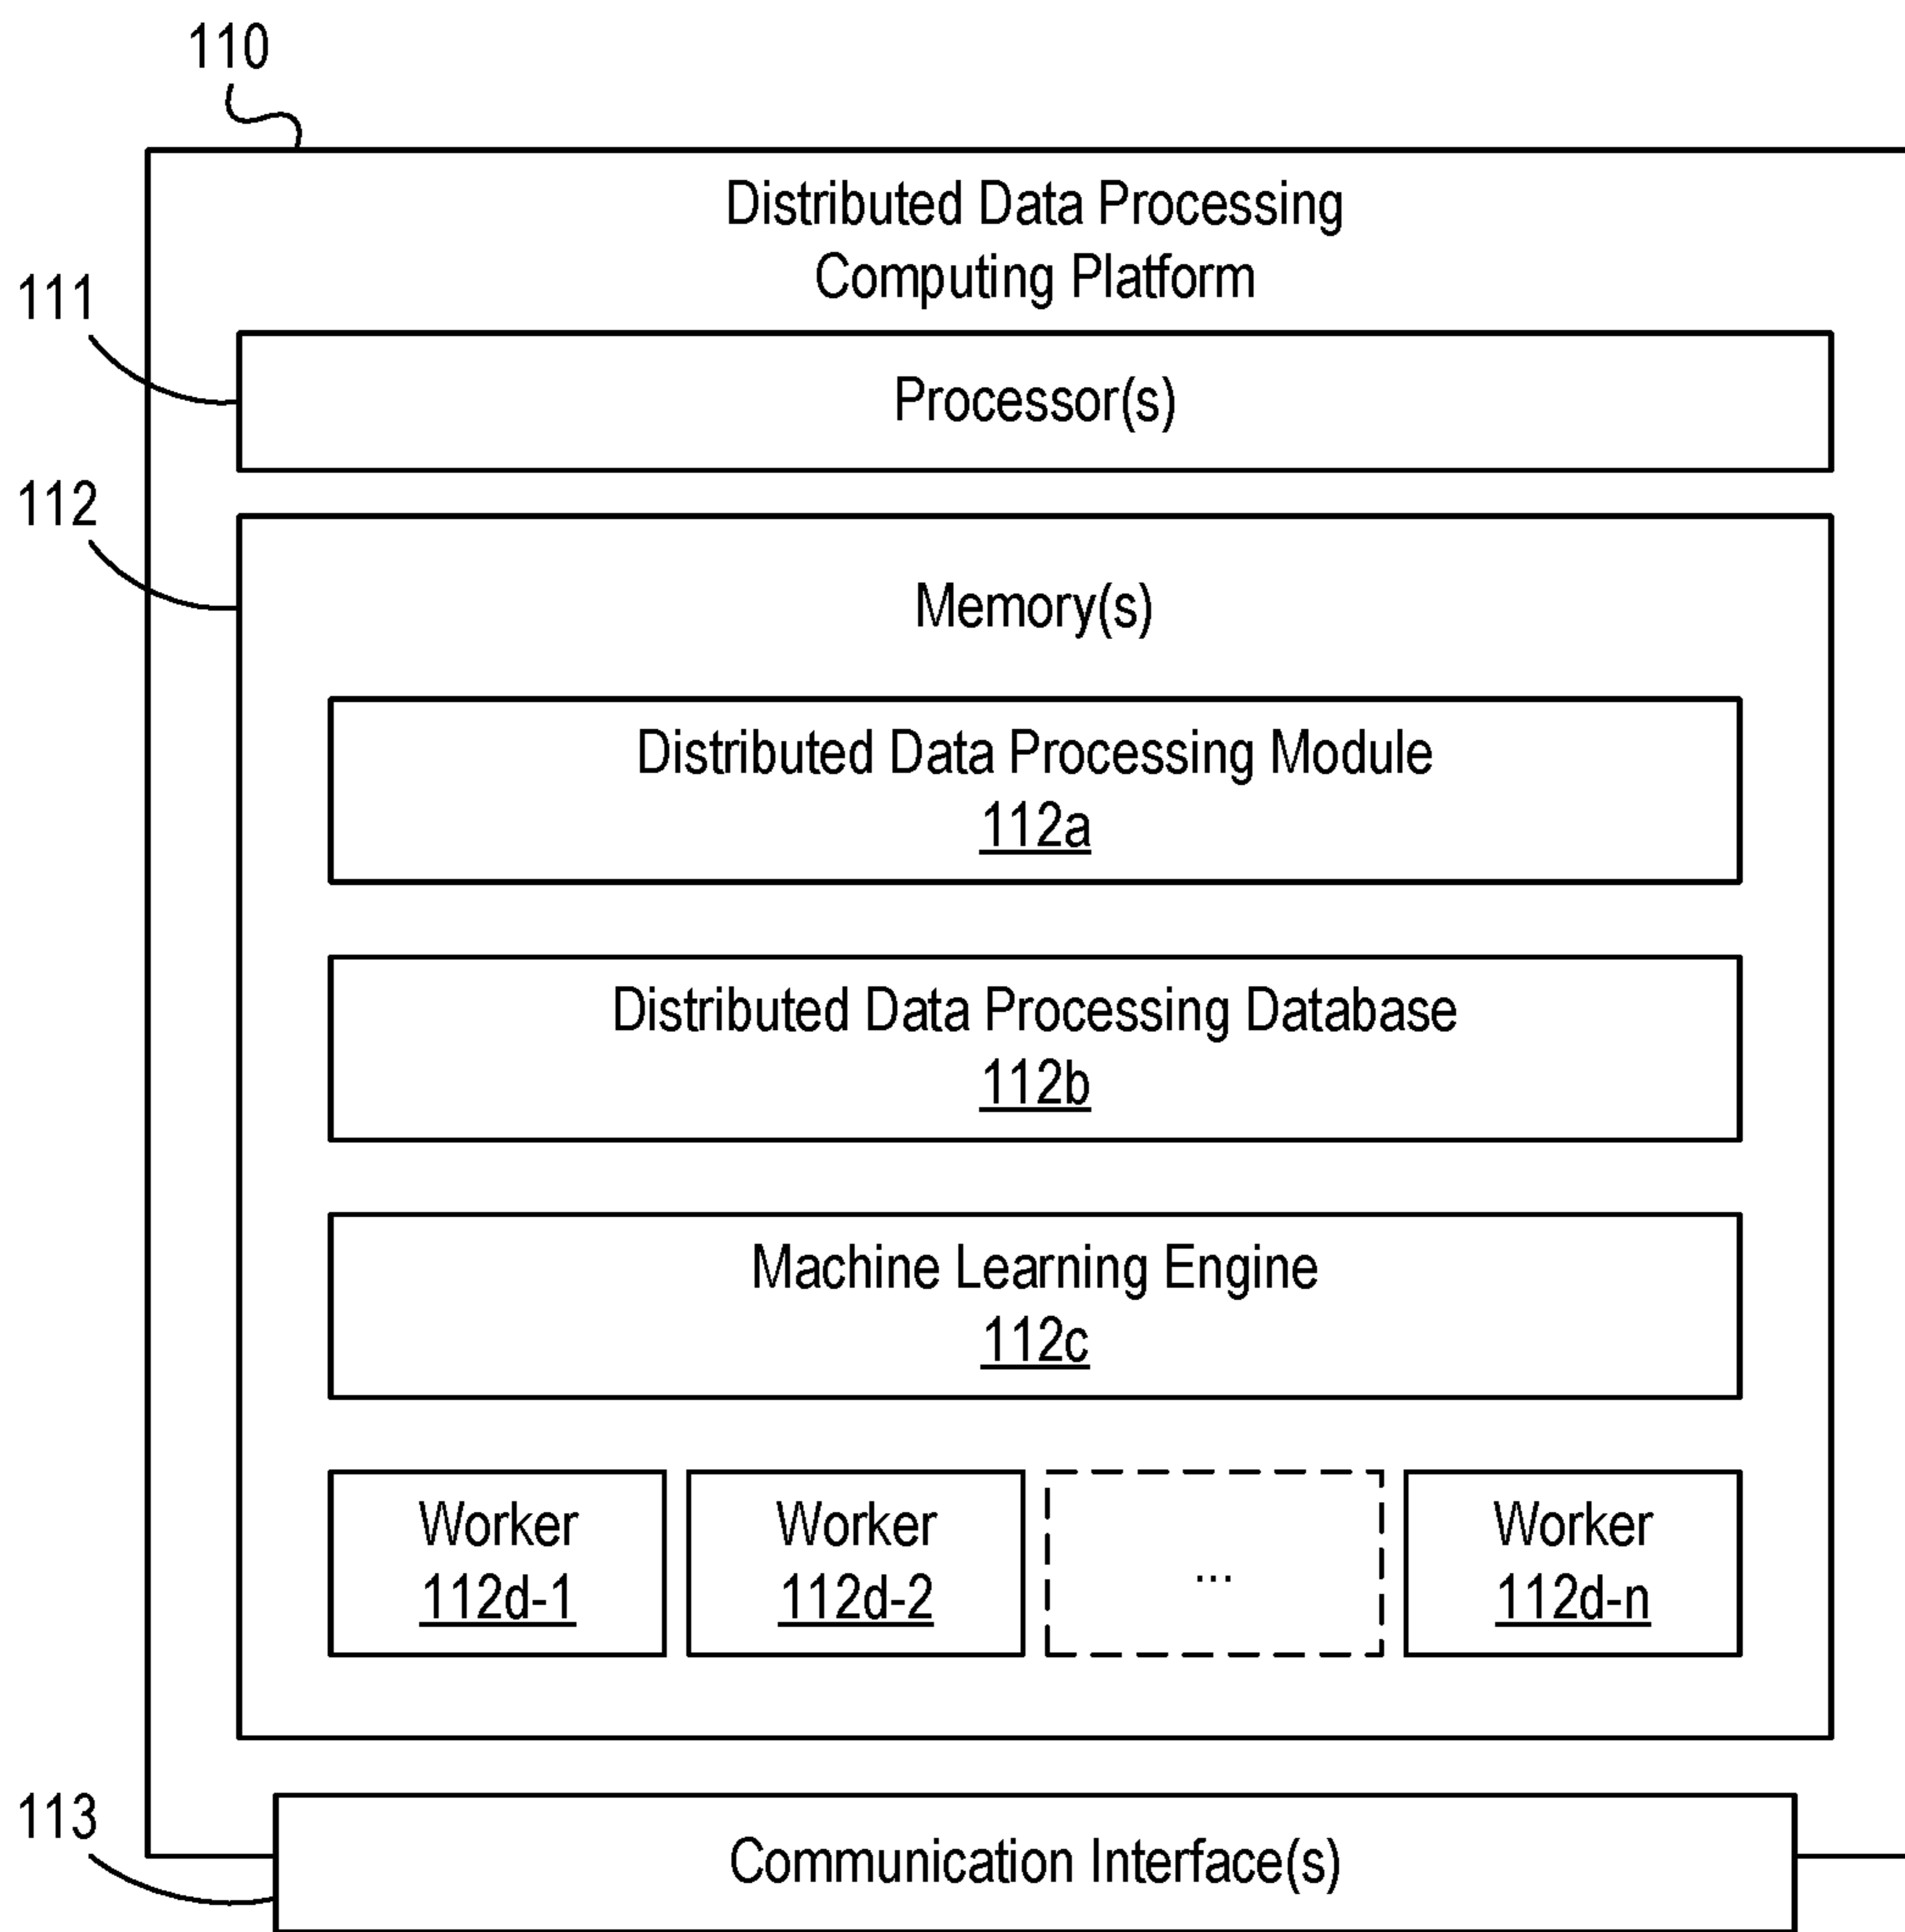 110
Distributed Data Processing
Computing Platform
111
Processor(s)
112
Memory(s)
Distributed Data Processing Module
112a
Distributed Data Processing Database
112b
Machine Learning Engine
112c
Worker
112d-1
Worker
112d-2
...
Worker
112d-n
113
Communication Interface(s)